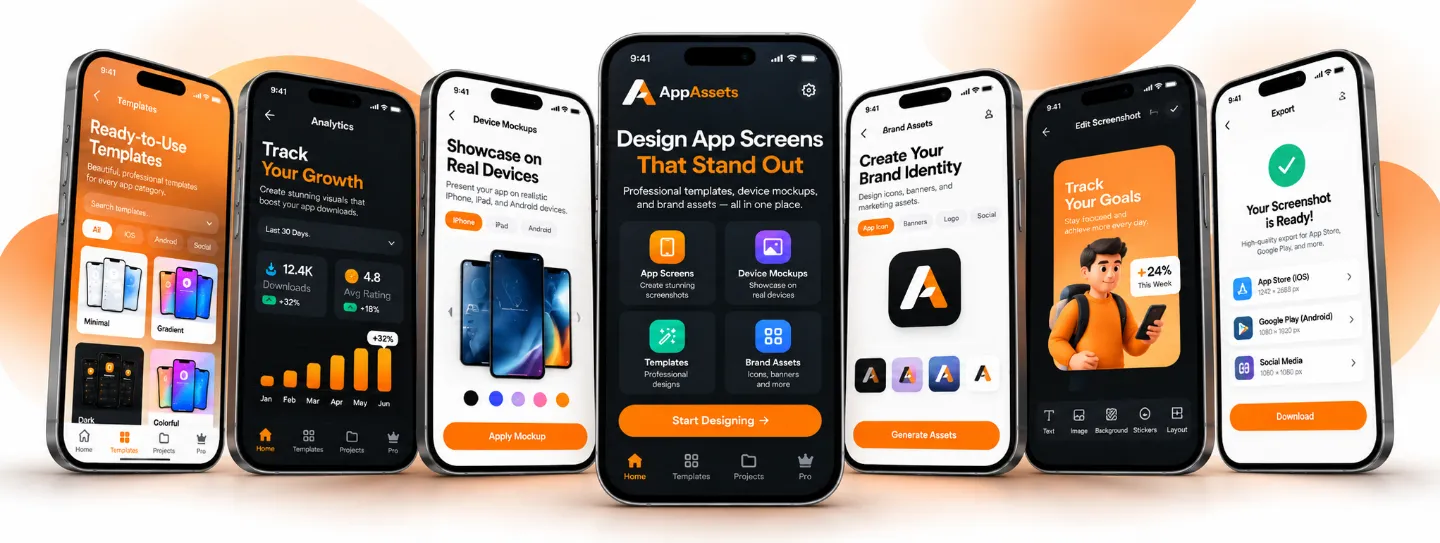 9:41
Templates
Ready-to-Use
Templates
Beautiful, professional templates
for every app category.
Search templates...
All
iOS
Android
Social
Minimal
Gradient
Dark
Colorful
Home
Templates
Projects
Pro
9:41
Analytics
Track
Your Growth
Create stunning visuals that
boost your app downloads.
Last 30 Days
12.4K
Downloads
+32%
4.8
Avg Rating
+18%
+32%
Jan
Feb
Mar
Apr
May
Jun
Home
Templates
Projects
Pro
9:41
Device Mockups
Showcase on
Real Devices
Present your app on realistic
iPhone, iPad, and Android devices.
iPhone
iPad
Android
Apply Mockup
9:41
AppAssets
Design App Screens
That Stand Out
Professional templates, device mockups,
and brand assets — all in one place.
App Screens
Create stunning
screenshots
Device Mockups
Showcase on
real devices
Templates
Professional
designs
Brand Assets
Icons, banners
and more
Start Designing →
Home
Templates
Projects
Pro
9:41
Brand Assets
Create Your
Brand Identity
Design icons, banners, and
marketing assets.
App Icon
Banners
Logo
Social
Generate Assets
9:41
Edit Screenshot
Track
Your Goals
Stay focused and
achieve more every day.
+24%
This Week
Text
Image
Background
Stickers
Layout
9:41
Export
Your Screenshot
is Ready!
High-quality export for App Store,
Google Play, and more.
App Store (iOS)
1242 × 2688 px
Google Play (Android)
1080 × 1920 px
Social Media
1080 × 1080 px
Download